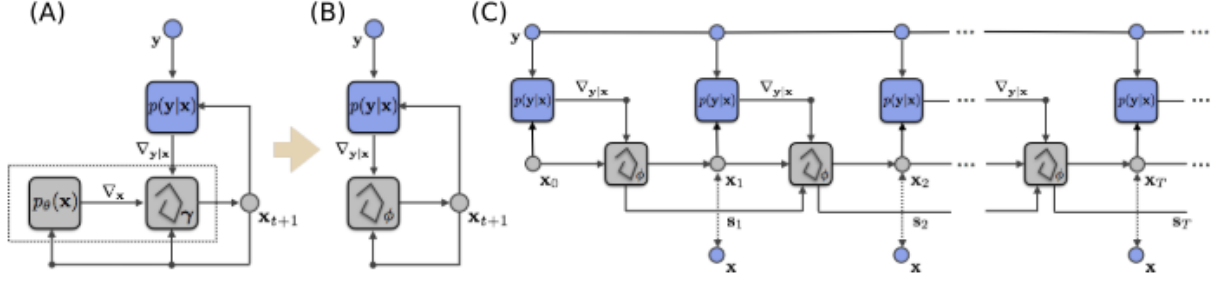 (A)
y
p(y|x)
∇y|x
pθ(x)
∇x
γ
xt+1
(B)
y
p(y|x)
∇y|x
ϕ
xt+1
(C)
y
...
...
p(y|x)
∇y|x
p(y|x)
∇y|x
p(y|x)
...
∇y|x
p(y|x)
...
ϕ
ϕ
...
ϕ
...
x0
x1
x2
xT
s1
s2
sT
x
x
x